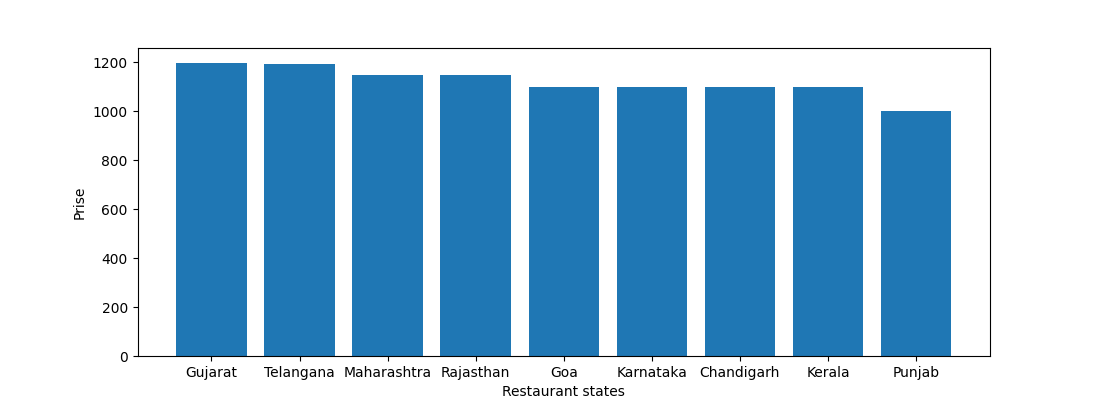 1200
1000
800
600
400
200
0
Prise
Gujarat Telangana Maharashtra Rajasthan Goa Karnataka Chandigarh Kerala Punjab
Restaurant states